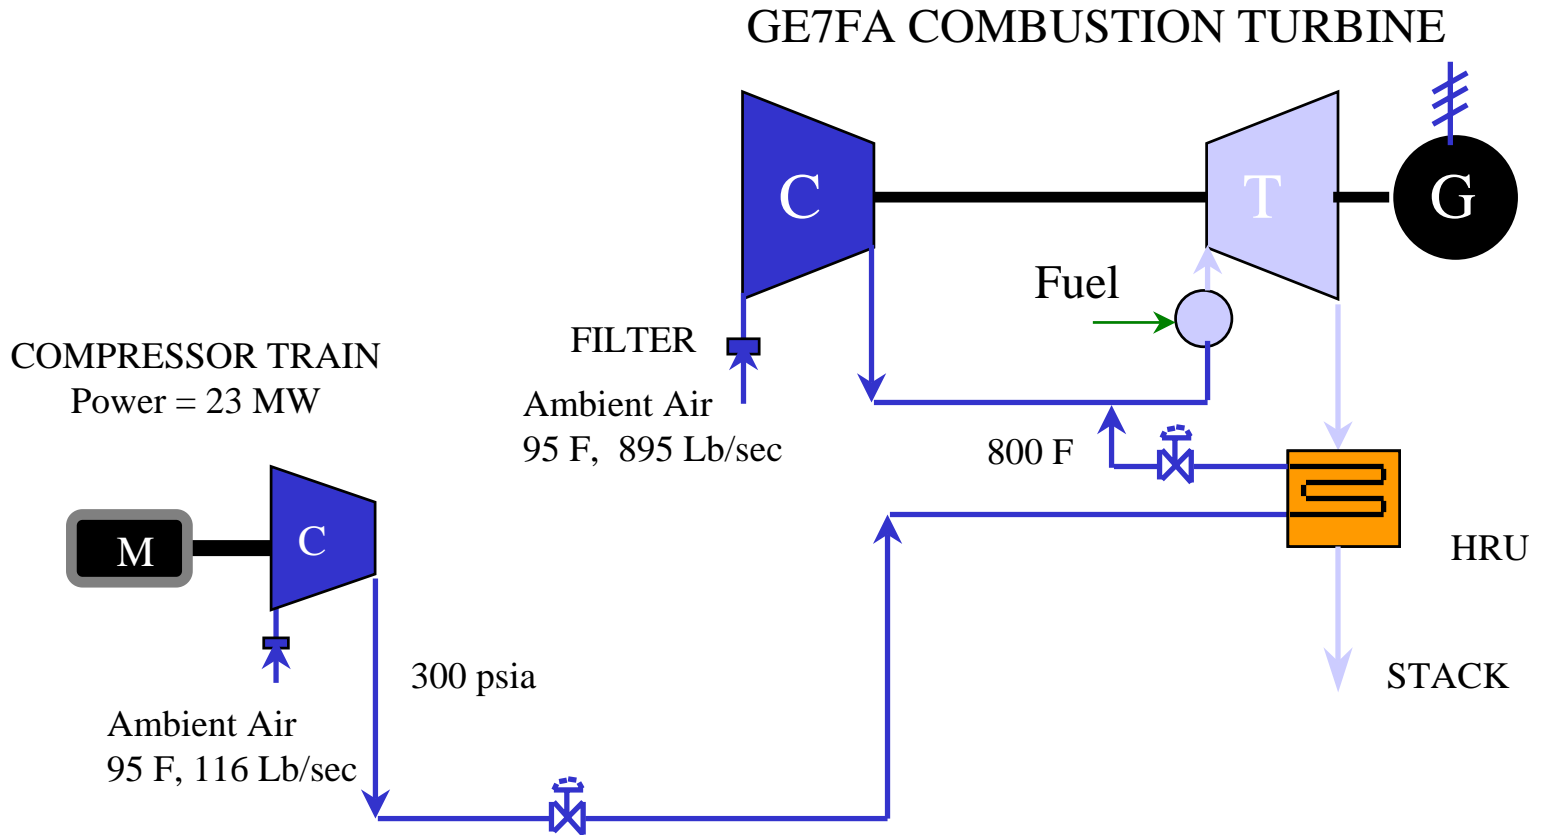 GE7FA COMBUSTION TURBINE
C
T
G
Fuel
FILTER
COMPRESSOR TRAIN
Power = 23 MW
Ambient Air
95 F,  895 Lb/sec
800 F
M
C
HRU
300 psia
STACK
Ambient Air
95 F, 116 Lb/sec